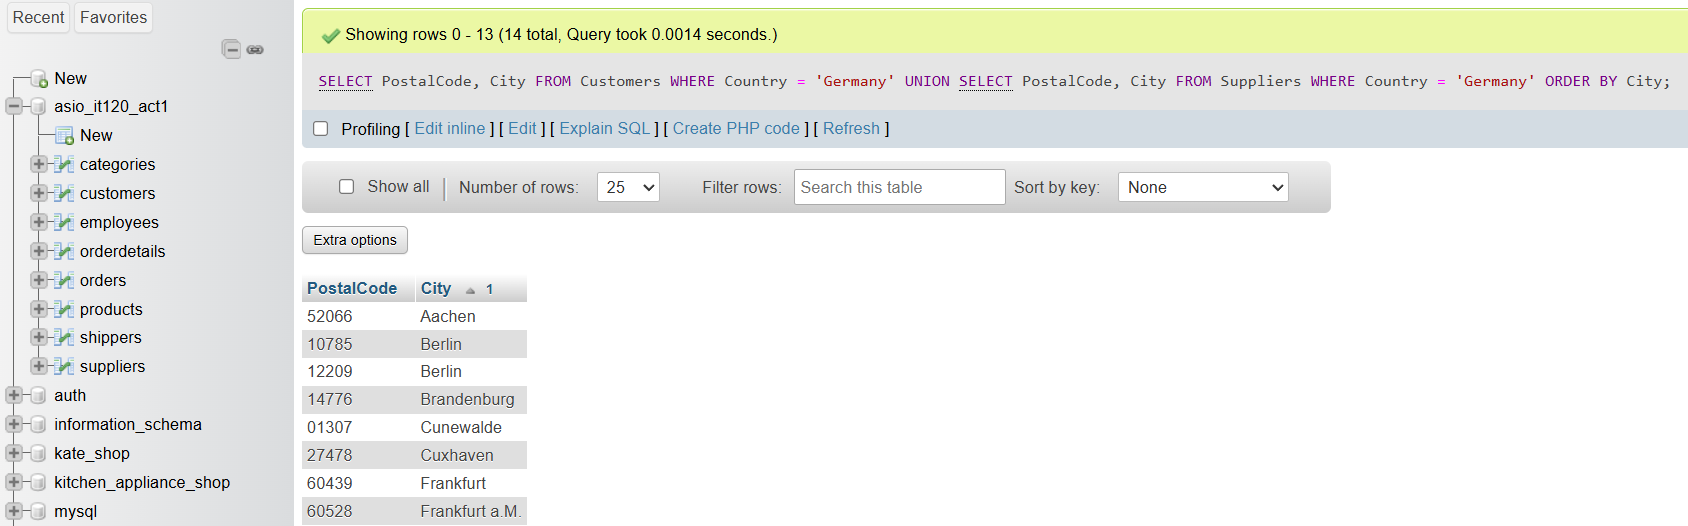 Recent Favorites
New
asio_it120_act1
New
categories
customers
employees
orderdetails
orders
products
shippers
suppliers
auth
information_schema
kate_shop
kitchen_appliance_shop
mysql
Showing rows 0 - 13 (14 total, Query took 0.0014 seconds.)
SELECT PostalCode, City FROM Customers WHERE Country = 'Germany' UNION SELECT PostalCode, City FROM Suppliers WHERE Country = 'Germany' ORDER BY City;
Profiling [ Edit inline ] [ Edit ] [ Explain SQL ] [ Create PHP code ] [ Refresh ]
Show all Number of rows: 25 Filter rows: Search this table Sort by key: None
Extra options
PostalCode City 1
52066 Aachen
10785 Berlin
12209 Berlin
14776 Brandenburg
01307 Cunewalde
27478 Cuxhaven
60439 Frankfurt
60528 Frankfurt a.M.